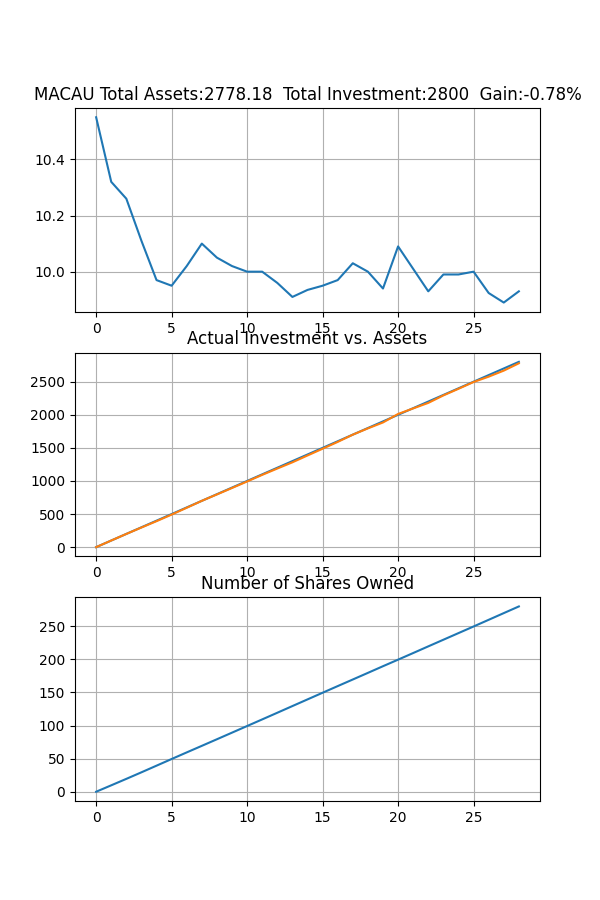 MACAU Total Assets:2778.18  Total Investment:2800  Gain:-0.78%
10.4
10.2
10.0
0 5 10 15 20 25
Actual Investment vs. Assets
2500
2000
1500
1000
500
0
0 5 10 15 20 25
Number of Shares Owned
250
200
150
100
50
0
0 5 10 15 20 25